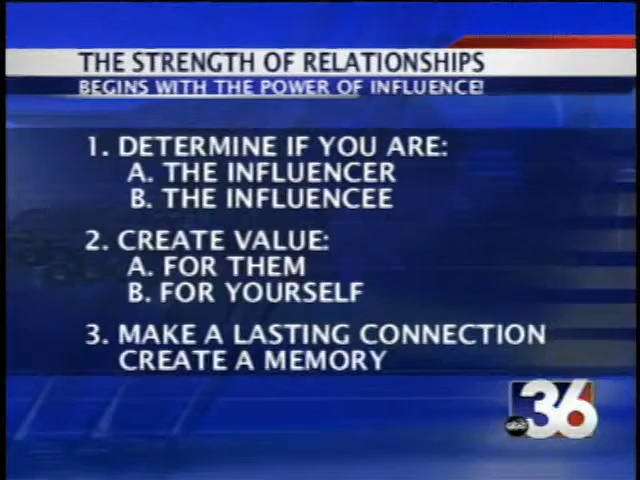 THE STRENGTH OF RELATIONSHIPS
BEGINS WITH THE POWER OF INFLUENCE!
1. DETERMINE IF YOU ARE:
A. THE INFLUENCER
B. THE INFLUENCEE
2. CREATE VALUE:
A. FOR THEM
B. FOR YOURSELF
3. MAKE A LASTING CONNECTION
CREATE A MEMORY
abc 36